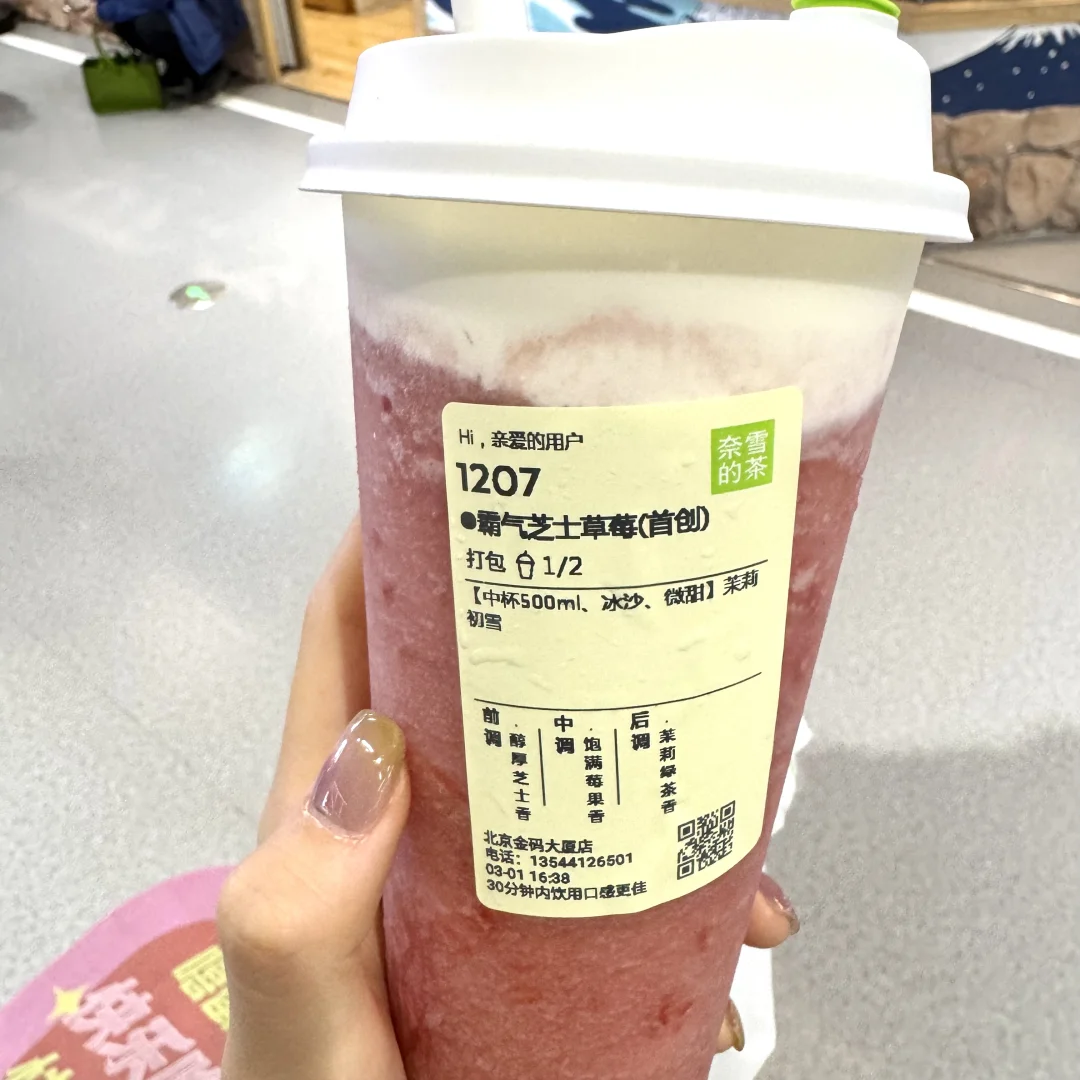 Hi，亲爱的用户
奈雪
的茶
1207
●霸气芝士草莓(首创)
打包 1/2
【中杯500ml、冰沙、微甜】茉莉
初雪
前调·醇厚芝士香
中调·饱满莓果香
后调·茉莉绿茶香
北京金码大厦店
电话：13544126501
03-01 16:38
30分钟内饮用口感更佳
快乐